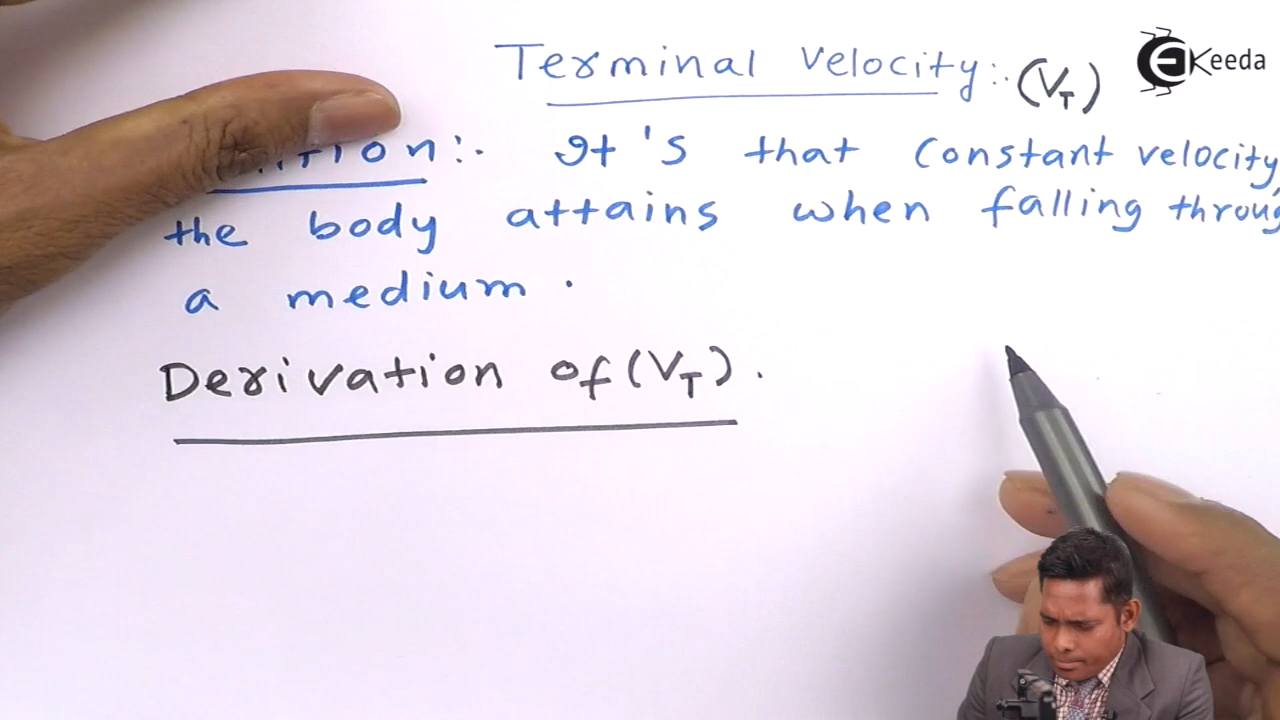 Terminal velocity:. (VT)
Keeda
It's that constant velocity,
the body attains when falling
a medium.
Derivation of (VT).